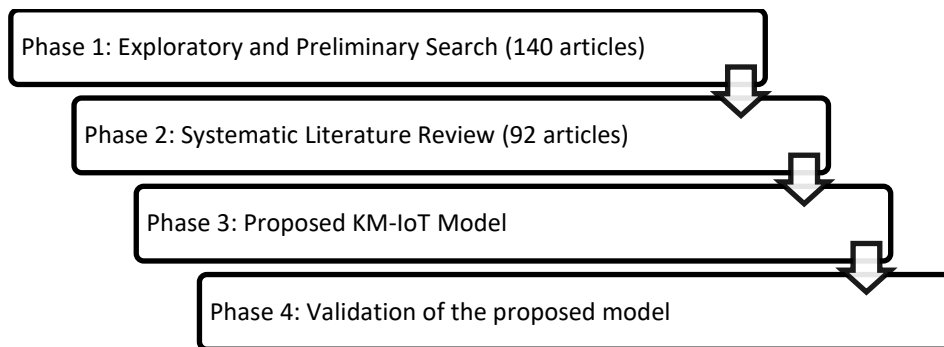 Phase 1: Exploratory and Preliminary Search (140 articles)
Phase 2: Systematic Literature Review (92 articles)
Phase 3: Proposed KM-IoT Model
Phase 4: Validation of the proposed model